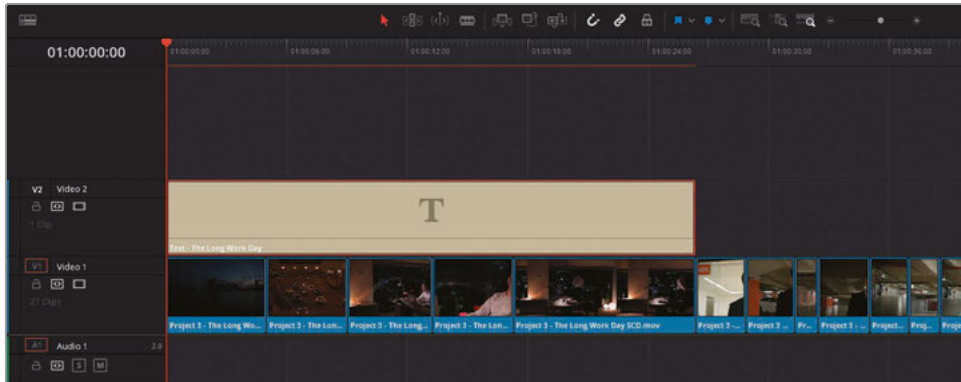 01:00:00:00
01:00:00:00 01:00:06:00 01:00:12:00 01:00:18:00 01:00:24:00 01:00:30:00 01:00:36:00
V2 Video 2
1 Clip
T
Text - The Long Work Day
V1 Video 1
27 Clips
Project 3 - The Long Wo... Project 3 - The Lon... Project 3 - The Long... Project 3 - The Lon... Project 3 - The Long Work Day SCD.mov Project 3 -... Project 3 ... Pr... Project 3 - ... Project... Proj... Proje
A1 Audio 1 2.0
S M